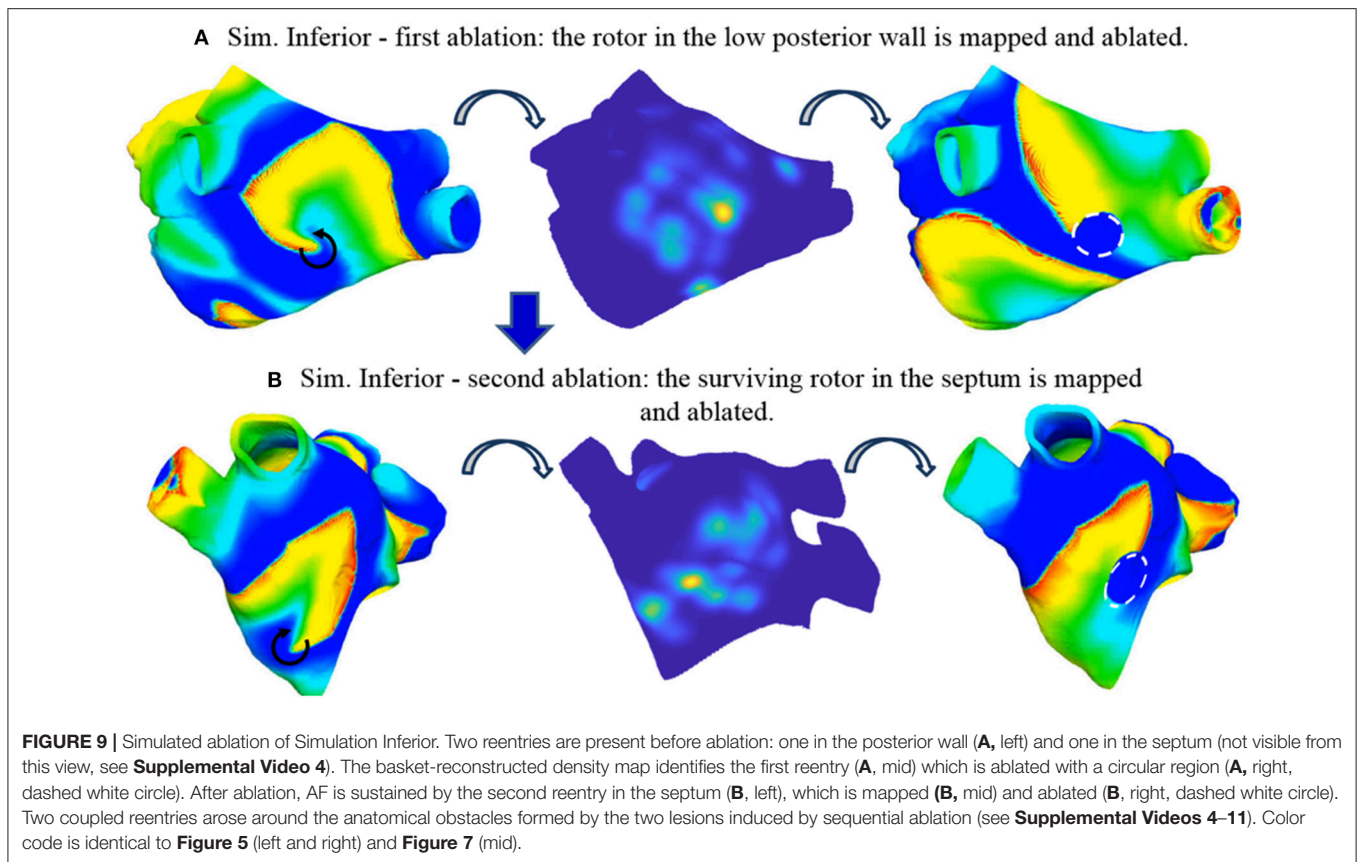 A Sim. Inferior - first ablation: the rotor in the low posterior wall is mapped and ablated.
B Sim. Inferior - second ablation: the surviving rotor in the septum is mapped
and ablated.
FIGURE 9 | Simulated ablation of Simulation Inferior. Two reentries are present before ablation: one in the posterior wall (A, left) and one in the septum (not visible from
this view, see Supplemental Video 4). The basket-reconstructed density map identifies the first reentry (A, mid) which is ablated with a circular region (A, right,
dashed white circle). After ablation, AF is sustained by the second reentry in the septum (B, left), which is mapped (B, mid) and ablated (B, right, dashed white circle).
Two coupled reentries arose around the anatomical obstacles formed by the two lesions induced by sequential ablation (see Supplemental Videos 4–11). Color
code is identical to Figure 5 (left and right) and Figure 7 (mid).